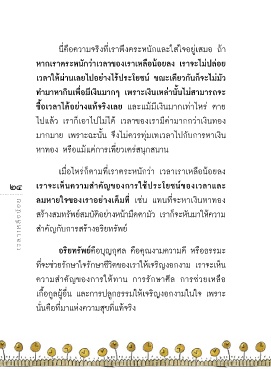 นี่คือความจริงที่เราพึงตระหนักและใส่ใจอยู่เสมอ ถ้า
หากเราตระหนักว่าเวลาของเราเหลือน้อยลง เราจะไม่ปล่อย
เวลาให้ผ่านเลยไปอย่างไร้ประโยชน์ ขณะเดียวกันก็จะไม่มัว
ทำมาหากินเพื่อมีเงินมากๆ เพราะเงินเหล่านั้นไม่สามารถจะ
ซื้อเวลาได้อย่างแท้จริงเลย และแม้มีเงินมากเท่าไหร่ ตาย
ไปแล้ว เราก็เอาไปไม่ได้ เวลาของเรามีค่ามากกว่าเงินทอง
มากมาย เพราะฉะนั้น จึงไม่ควรทุ่มเทเวลาไปกับการหาเงิน
หาทอง หรือแม้แต่การเที่ยวเตร่สนุกสนาน
เมื่อไหร่ก็ตามที่เราตระหนักว่า เวลาเราเหลือน้อยลง
เราจะเห็นความสำคัญของการใช้ประโยชน์ของเวลาและ
ลมหายใจของเราอย่างเต็มที่ เช่น แทนที่จะหาเงินหาทอง
สร้างสมทรัพย์สมบัติอย่างหน้ามืดตามัว เราก็จะหันมาให้ความ
สำคัญกับการสร้างอริยทรัพย์
อริยทรัพย์คือบุญกุศล คือคุณงามความดี หรือธรรมะ
ที่จะช่วยรักษาใจรักษาชีวิตของเราให้เจริญงอกงาม เราจะเห็น
ความสำคัญของการให้ทาน การรักษาศีล การช่วยเหลือ
เกื้อกูลผู้อื่น และการปลูกธรรมให้เจริญงอกงามในใจ เพราะ
นั่นคือที่มาแห่งความสุขที่แท้จริง
๒๔
เวลาเหลือน้อย